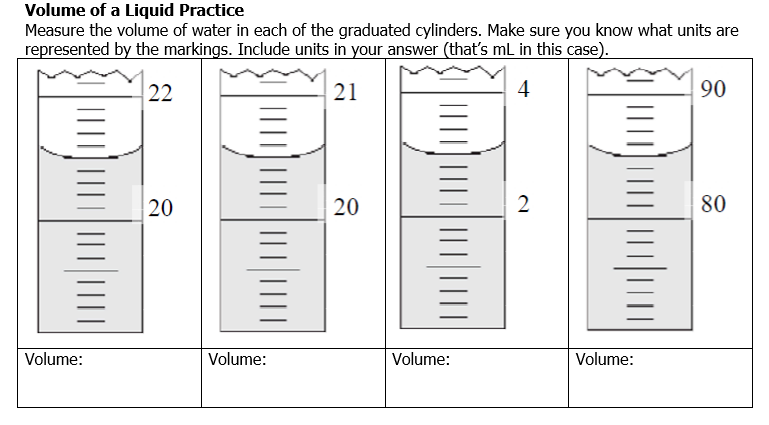 Volume of a Liquid Practice
Measure the volume of water in each of the graduated cylinders. Make sure you know what units are
represented by the markings. Include units in your answer (that’s mL in this case).
22 21 4 90
20 20 2 80
Volume: Volume: Volume: Volume: